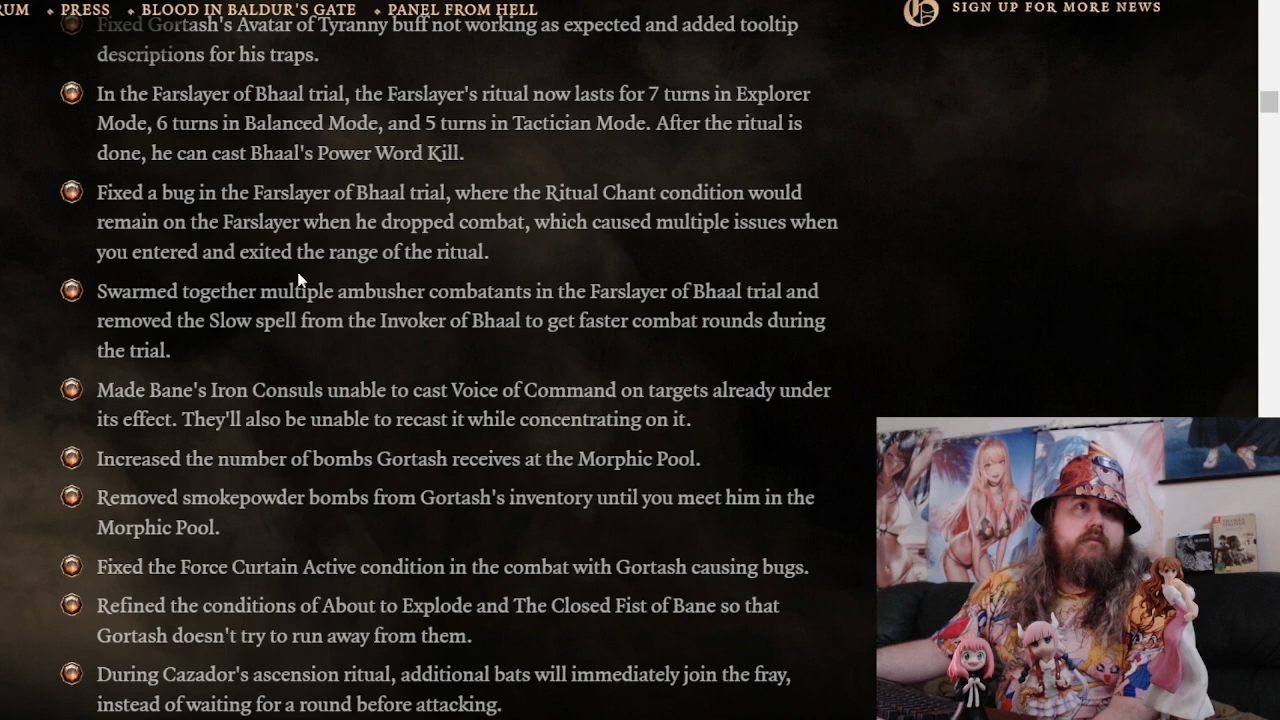 RUM PRESS BLOOD IN BALDUR'S GATE PANEL FROM HELL
SIGN UP FOR MORE NEWS
Fixed Gortash's Avatar of Tyranny buff not working as expected and added tooltip
descriptions for his traps.
In the Farslayer of Bhaal trial, the Farslayer's ritual now lasts for 7 turns in Explorer
Mode, 6 turns in Balanced Mode, and 5 turns in Tactician Mode. After the ritual is
done, he can cast Bhaal's Power Word Kill.
Fixed a bug in the Farslayer of Bhaal trial, where the Ritual Chant condition would
remain on the Farslayer when he dropped combat, which caused multiple issues when
you entered and exited the range of the ritual.
Swarmed together multiple ambusher combatants in the Farslayer of Bhaal trial and
removed the Slow spell from the Invoker of Bhaal to get faster combat rounds during
the trial.
Made Bane's Iron Consuls unable to cast Voice of Command on targets already under
its effect. They'll also be unable to recast it while concentrating on it.
Increased the number of bombs Gortash receives at the Morphic Pool.
Removed smokepowder bombs from Gortash's inventory until you meet him in the
Morphic Pool.
Fixed the Force Curtain Active condition in the combat with Gortash causing bugs.
Refined the conditions of About to Explode and The Closed Fist of Bane so that
Gortash doesn't try to run away from them.
During Cazador's ascension ritual, additional bats will immediately join the fray,
instead of waiting for a round before attacking.